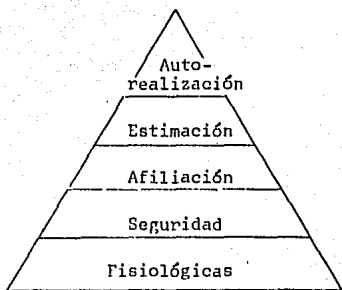 Auto-
realización
Estimación
Afiliación
Seguridad
Fisiológicas